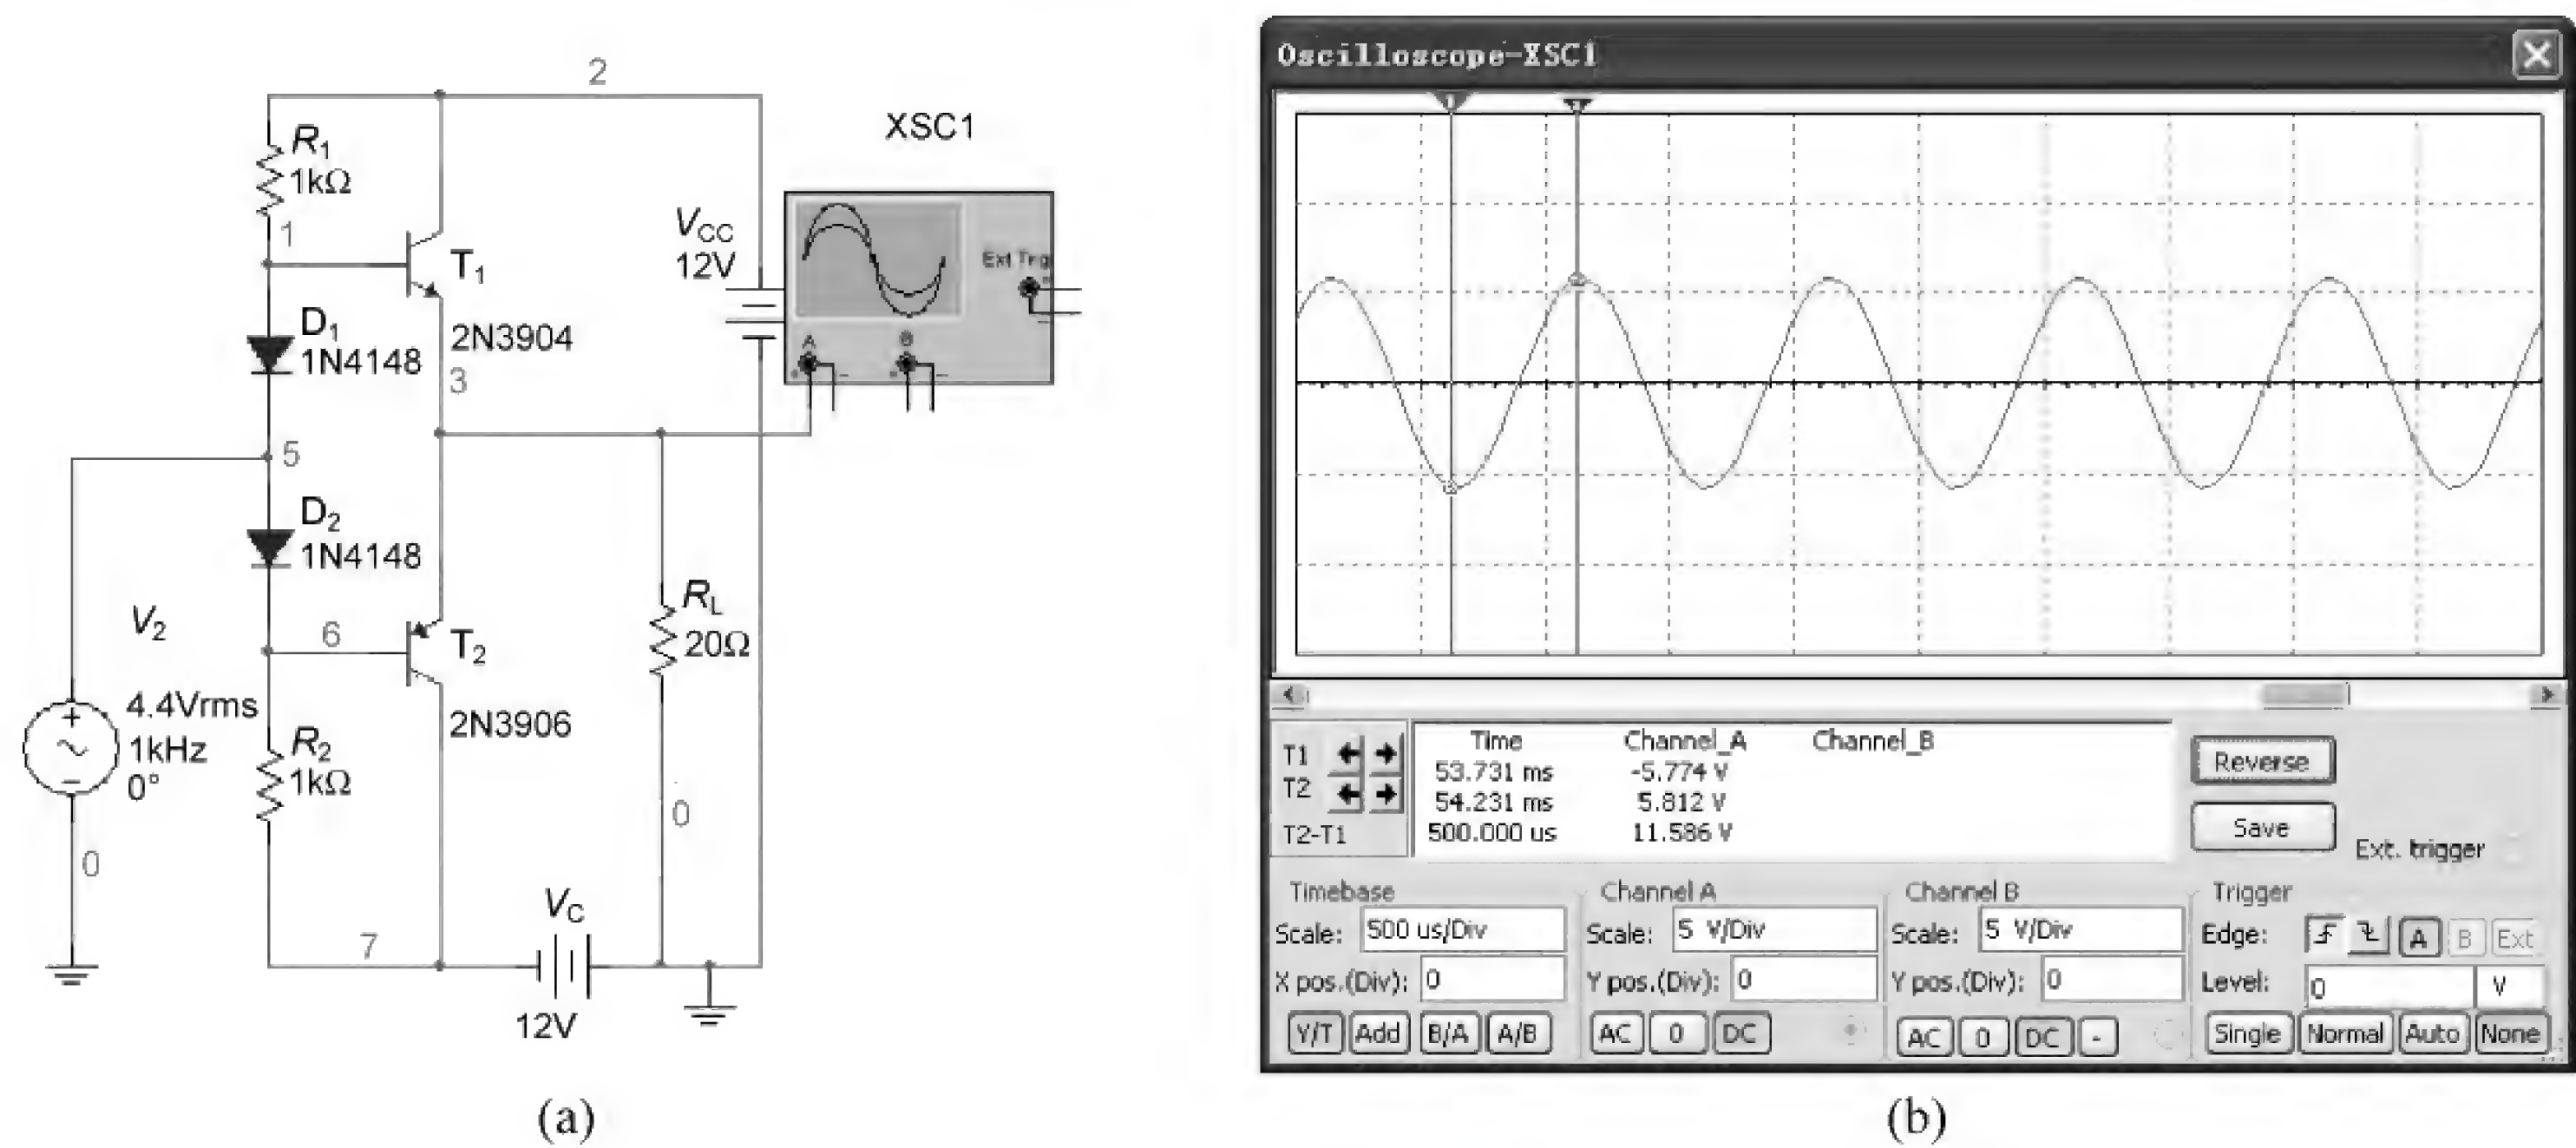 2
XSC1
R1
1kΩ
1
VCC
12V
Ext Trig
T1
A
B
D1
1N4148
2N3904
3
5
D2
1N4148
V2
6
T2
RL
20Ω
4.4Vrms
1kHz
0°
R2
1kΩ
2N3906
0
0
VC
7
12V
(a)
Oscilloscope-XSC1
Time Channel_A Channel_B
T1 53.731 ms -5.774 V
T2 54.231 ms 5.812 V
T2-T1 500.000 us 11.586 V
Reverse
Save
Ext. trigger
Timebase Channel A Channel B Trigger
Scale: 500 us/Div Scale: 5 V/Div Scale: 5 V/Div Edge: A B Ext
X pos.(Div): 0 Y pos.(Div): 0 Y pos.(Div): 0 Level: 0 V
Y/T Add B/A A/B AC 0 DC AC 0 DC - Single Normal Auto None
(b)